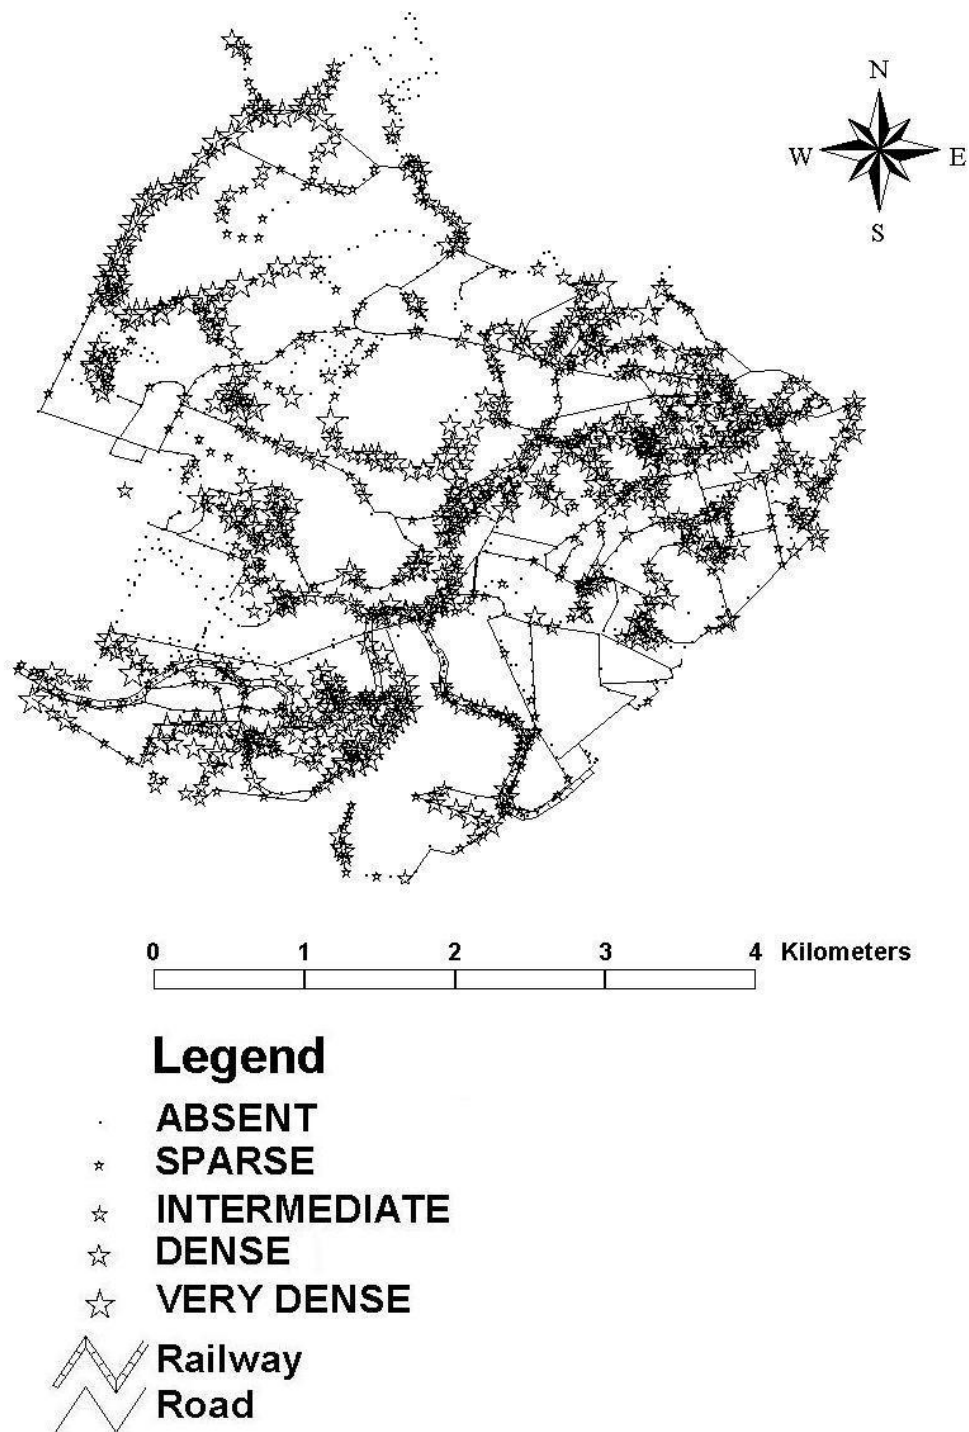 N
W E
S
0 1 2 3 4 Kilometers
Legend
ABSENT
SPARSE
INTERMEDIATE
DENSE
VERY DENSE
Railway
Road